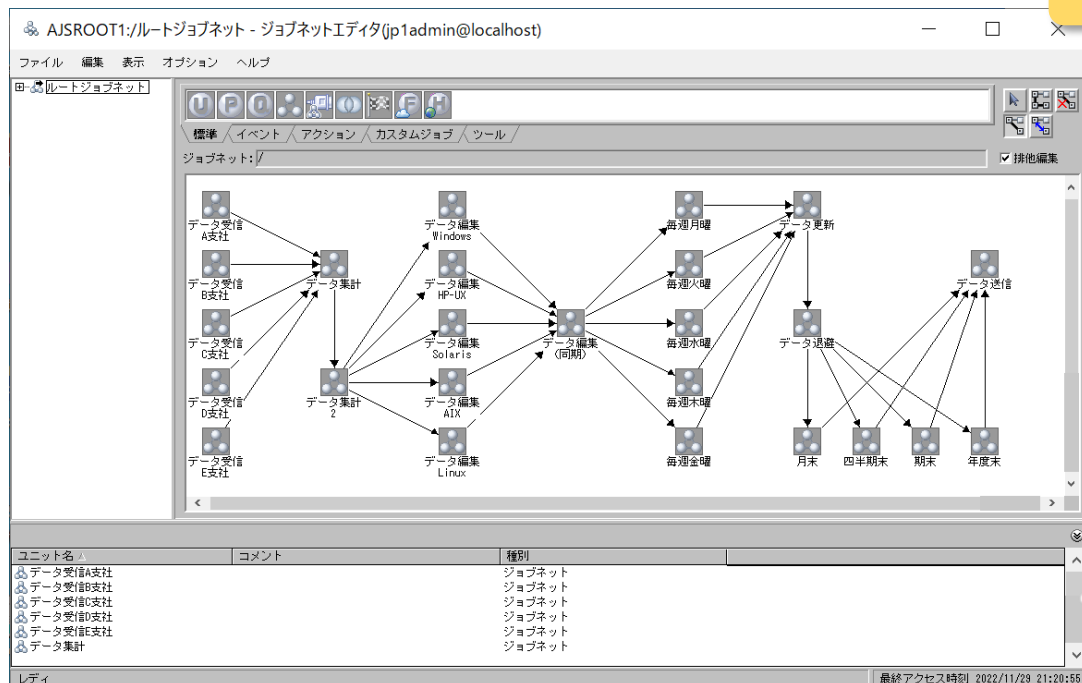 AJSROOT1:/ルートジョブネット - ジョブネットエディタ(jp1admin@localhost)
ファイル 編集 表示 オプション ヘルプ
ルートジョブネット
U P Q
標準 イベント アクション カスタムジョブ ツール
ジョブネット: /
排他編集
データ受信
A支社
データ編集
Windows
毎週月曜
データ更新
データ受信
B支社
データ集計
データ編集
HP-UX
毎週火曜
データ送信
データ受信
C支社
データ編集
Solaris
データ編集
(同期)
毎週水曜
データ退避
データ受信
D支社
データ集計
2
データ編集
AIX
毎週木曜
データ受信
E支社
データ編集
Linux
毎週金曜
月末
四半期末
期末
年度末
ユニット名 コメント 種別
データ受信A支社 ジョブネット
データ受信B支社 ジョブネット
データ受信C支社 ジョブネット
データ受信D支社 ジョブネット
データ受信E支社 ジョブネット
データ集計 ジョブネット
レディ
最終アクセス時刻 2022/11/29 21:20:55